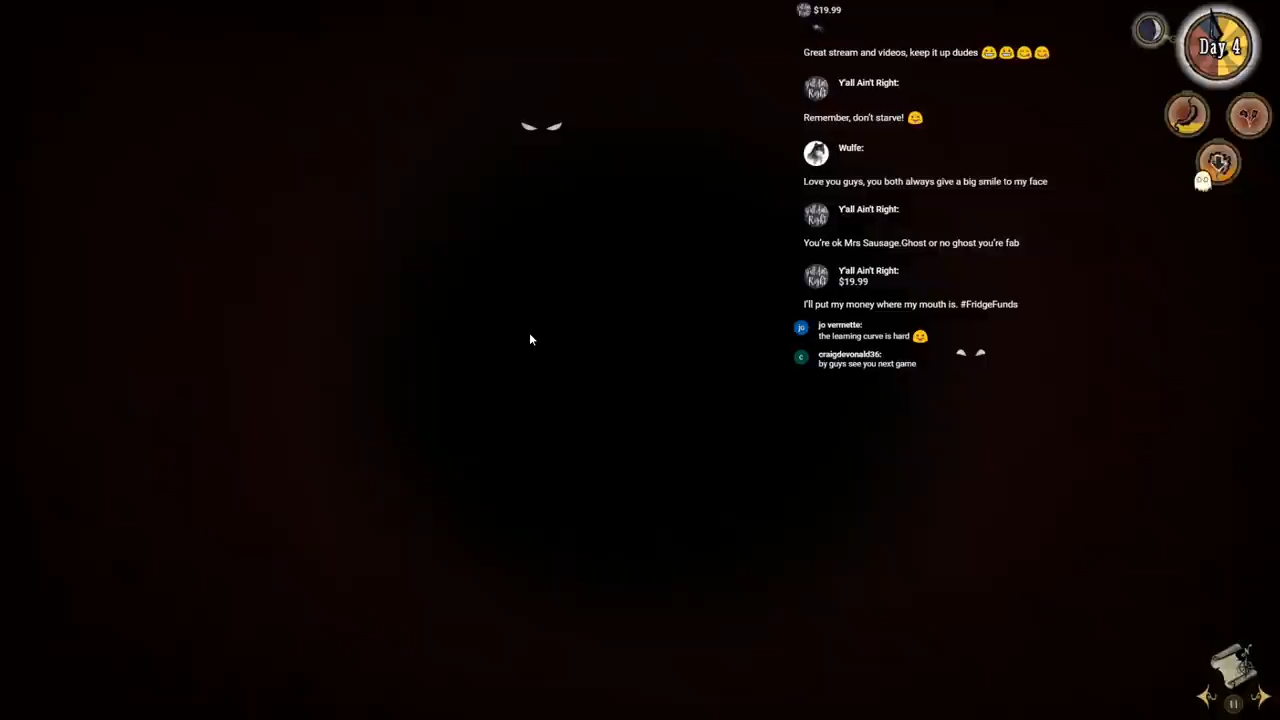 $19.99
Great stream and videos, keep it up dudes 😂😂😋😋
Day 4
Y'all Ain't Right:
Remember, don't starve! 😋
Wulfe:
Love you guys, you both always give a big smile to my face
Y'all Ain't Right:
You're ok Mrs Sausage.Ghost or no ghost you're fab
Y'all Ain't Right:
$19.99
I'll put my money where my mouth is. #FridgeFunds
jo
jo vermette:
the learning curve is hard 😋
c
craigdevonald36:
by guys see you next game